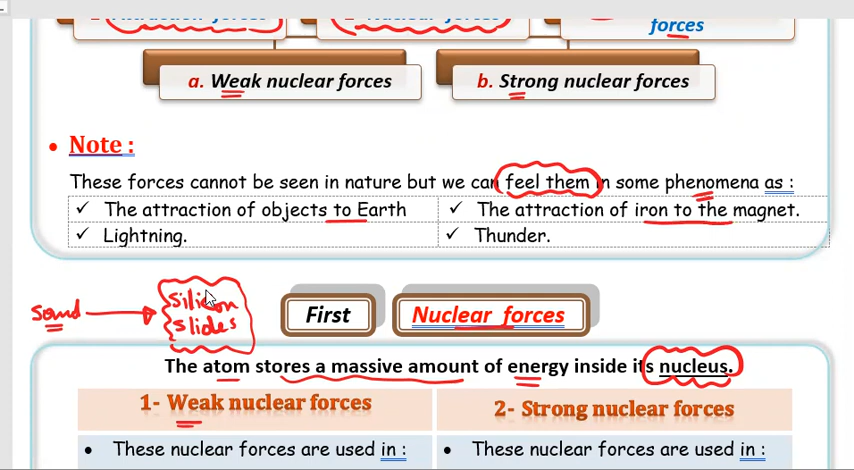 Nuclear forces
forces
a. Weak nuclear forces
b. Strong nuclear forces
• Note :
These forces cannot be seen in nature but we can feel them in some phenomena as :
✓ The attraction of objects to Earth
✓ The attraction of iron to the magnet.
✓ Lightning.
✓ Thunder.
Sand
Silicon
slides
First
Nuclear forces
The atom stores a massive amount of energy inside its nucleus.
1- Weak nuclear forces
2- Strong nuclear forces
• These nuclear forces are used in :
• These nuclear forces are used in :